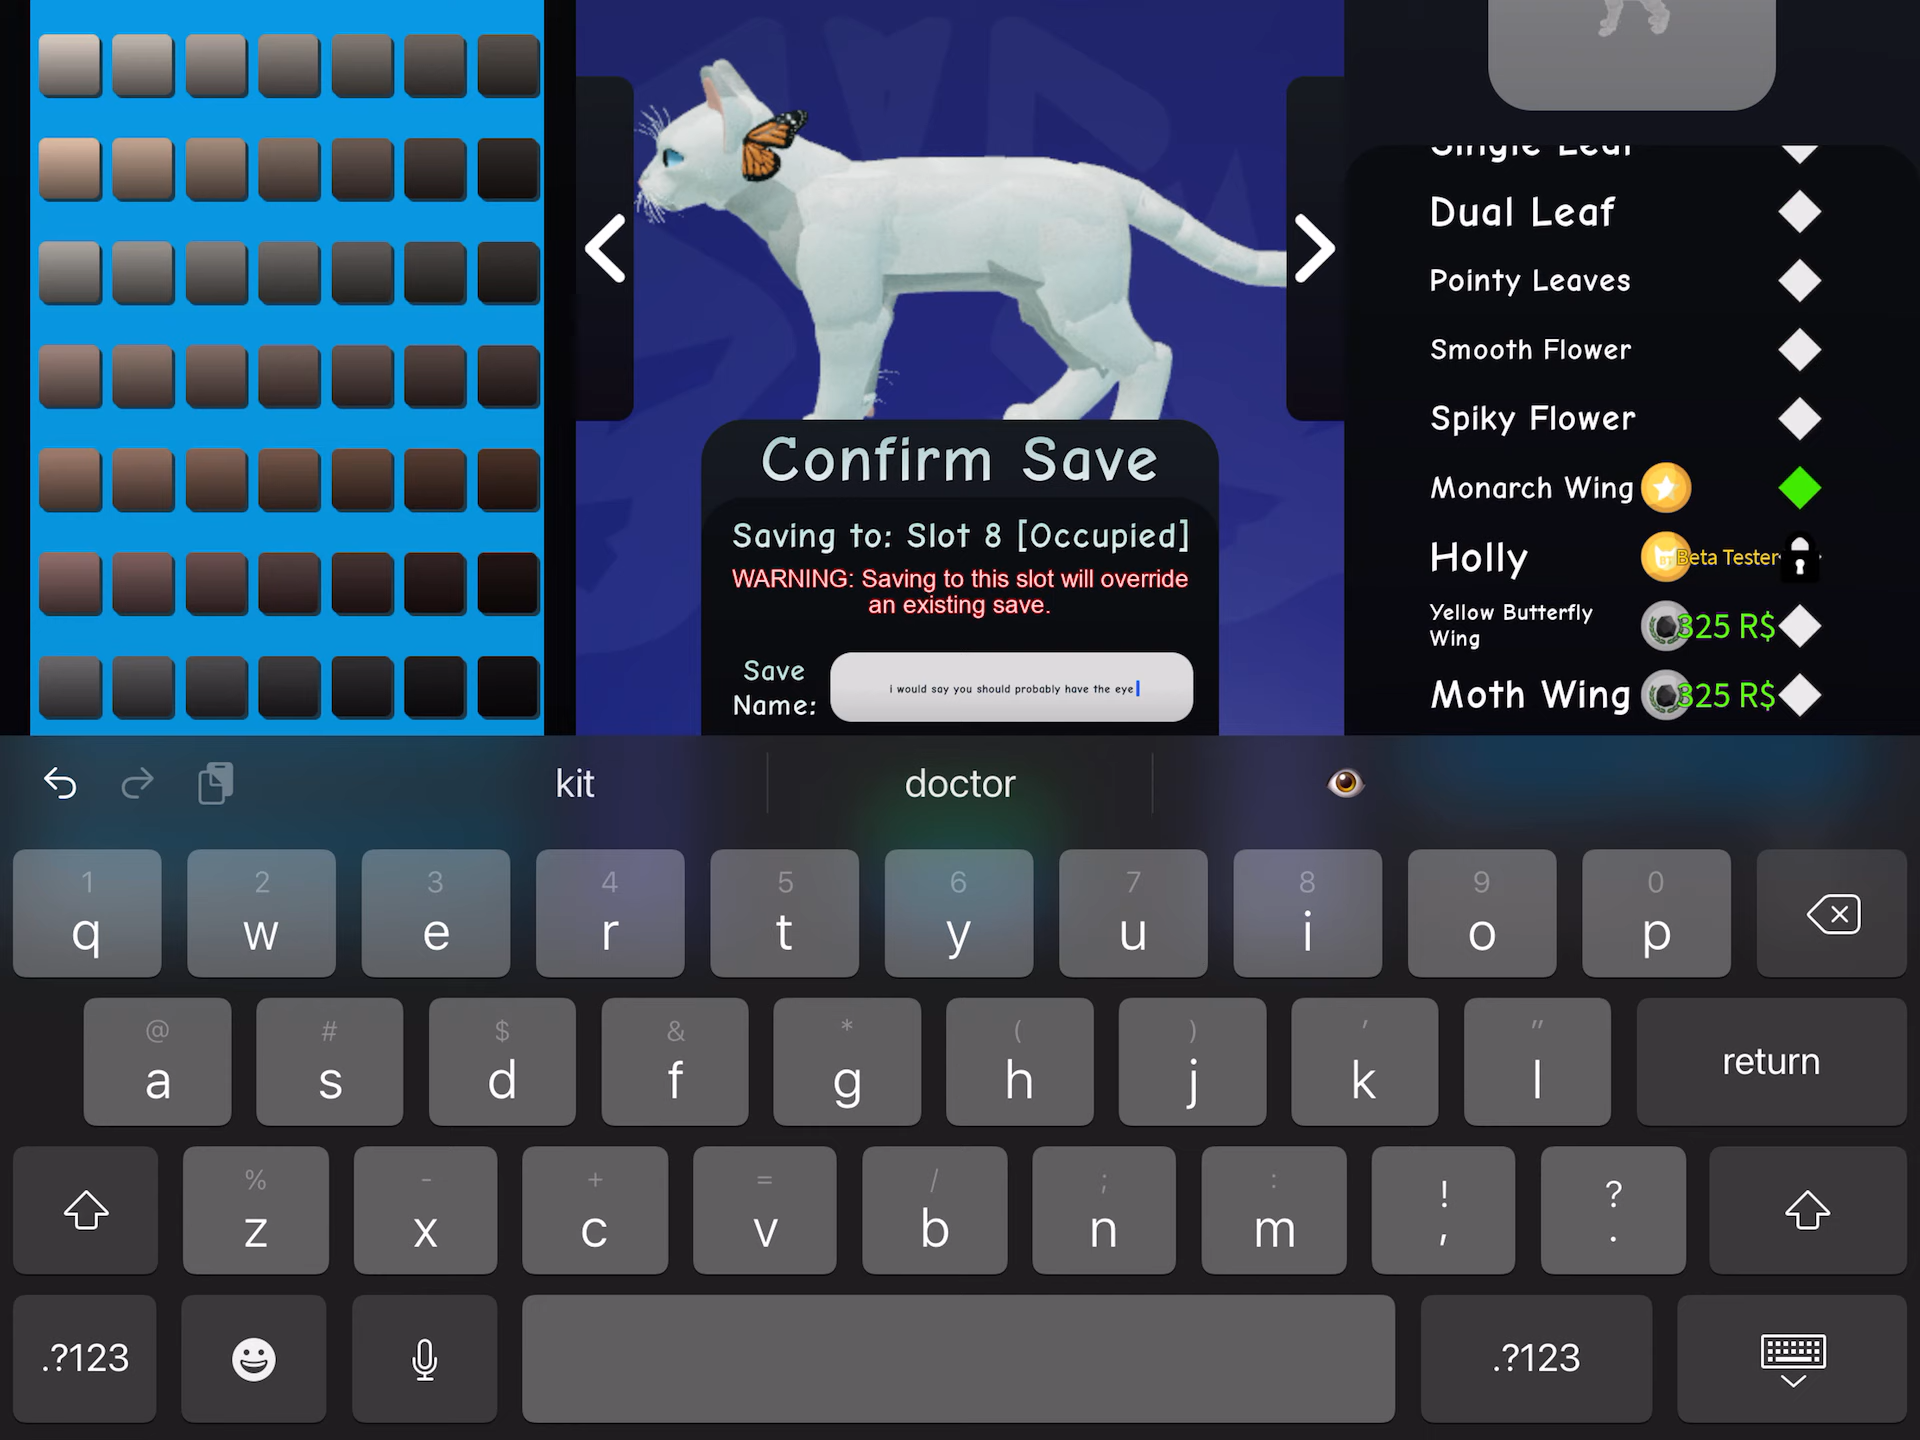 Single Leaf
Dual Leaf
Pointy Leaves
Smooth Flower
Spiky Flower
Monarch Wing
Holly
Beta Tester
Yellow Butterfly
Wing
325 R$
Moth Wing
325 R$
Confirm Save
Saving to: Slot 8 [Occupied]
WARNING: Saving to this slot will override
an existing save.
Save
Name:
i would say you should probably have the eye
kit doctor
1 2 3 4 5 6 7 8 9 0
q w e r t y u i o p
@ # $ & * ( ) ' "
a s d f g h j k l return
% - + = / ; : ! ?
z x c v b n m , .
.?123 .?123